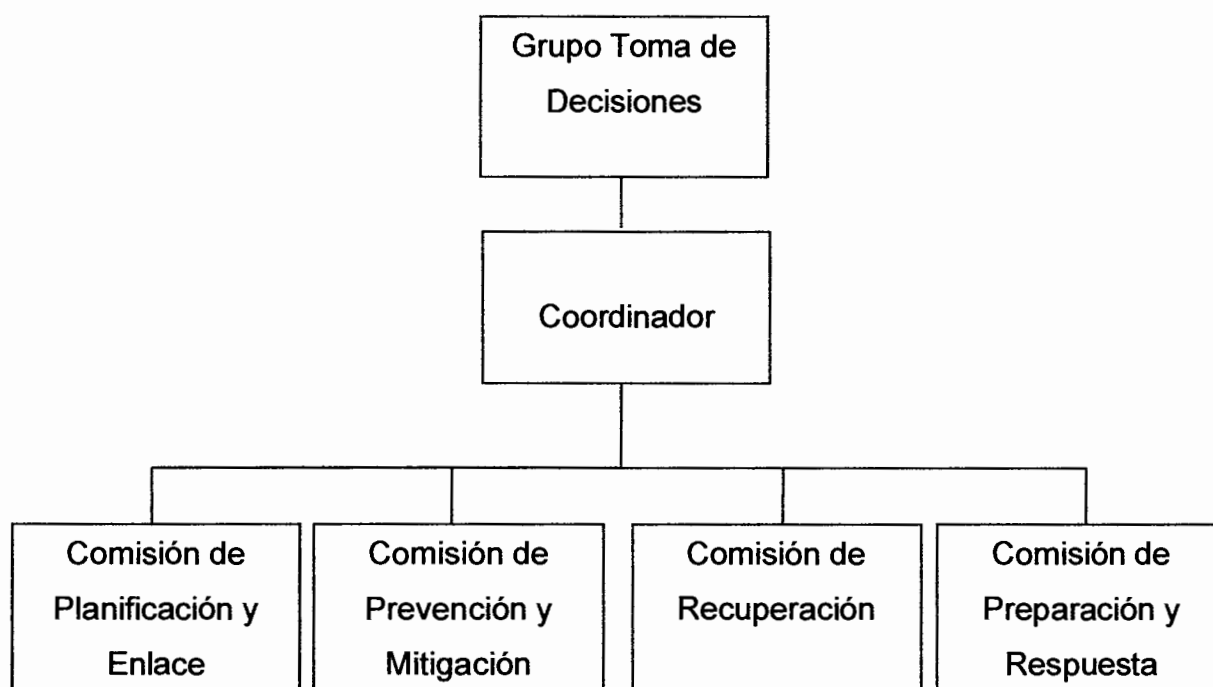 Grupo Toma de
Decisiones
Coordinador
Comisión de
Planificación y
Enlace
Comisión de
Prevención y
Mitigación
Comisión de
Recuperación
Comisión de
Preparación y
Respuesta